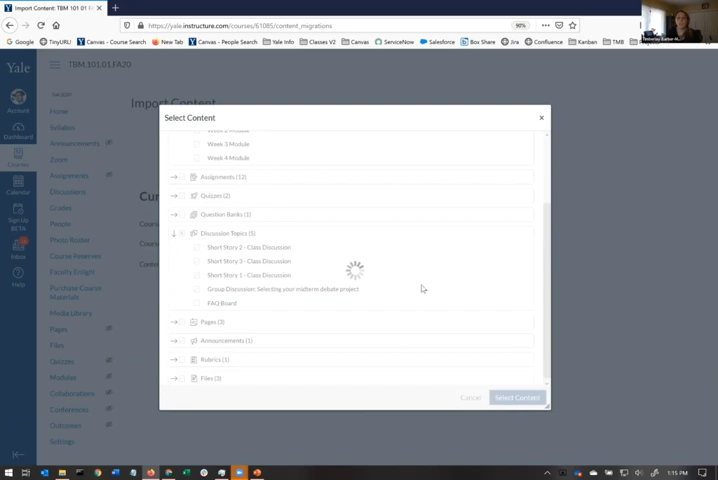 Import Content: TBM 101 01 F
https://yale.instructure.com/courses/61085/content_migrations
90%
Google TinyURL! Canvas - Course Search New Tab Canvas - People Search Yale Info Classes V2 Canvas ServiceNow Salesforce Box Share Jira Confluence Kanban TMB
Yale
TBM.101.01.FA20
Account
Dashboard
Courses
Calendar
Sign Up BETA
Inbox
Help
Home
Syllabus
Announcements
Zoom
Assignments
Discussions
Grades
People
Photo Roster
Course Reserves
Faculty Enlight
Purchase Course
Materials
Media Library
Pages
Files
Quizzes
Modules
Collaborations
Conferences
Outcomes
Settings
Import Content
Select Content
Week 3 Module
Week 4 Module
Assignments (12)
Quizzes (2)
Question Banks (1)
Discussion Topics (5)
Short Story 2 - Class Discussion
Short Story 3 - Class Discussion
Short Story 1 - Class Discussion
Group Discussion: Selecting your midterm debate project
FAQ Board
Pages (3)
Announcements (1)
Rubrics (1)
Files (3)
Cancel Select Content
1:15 PM